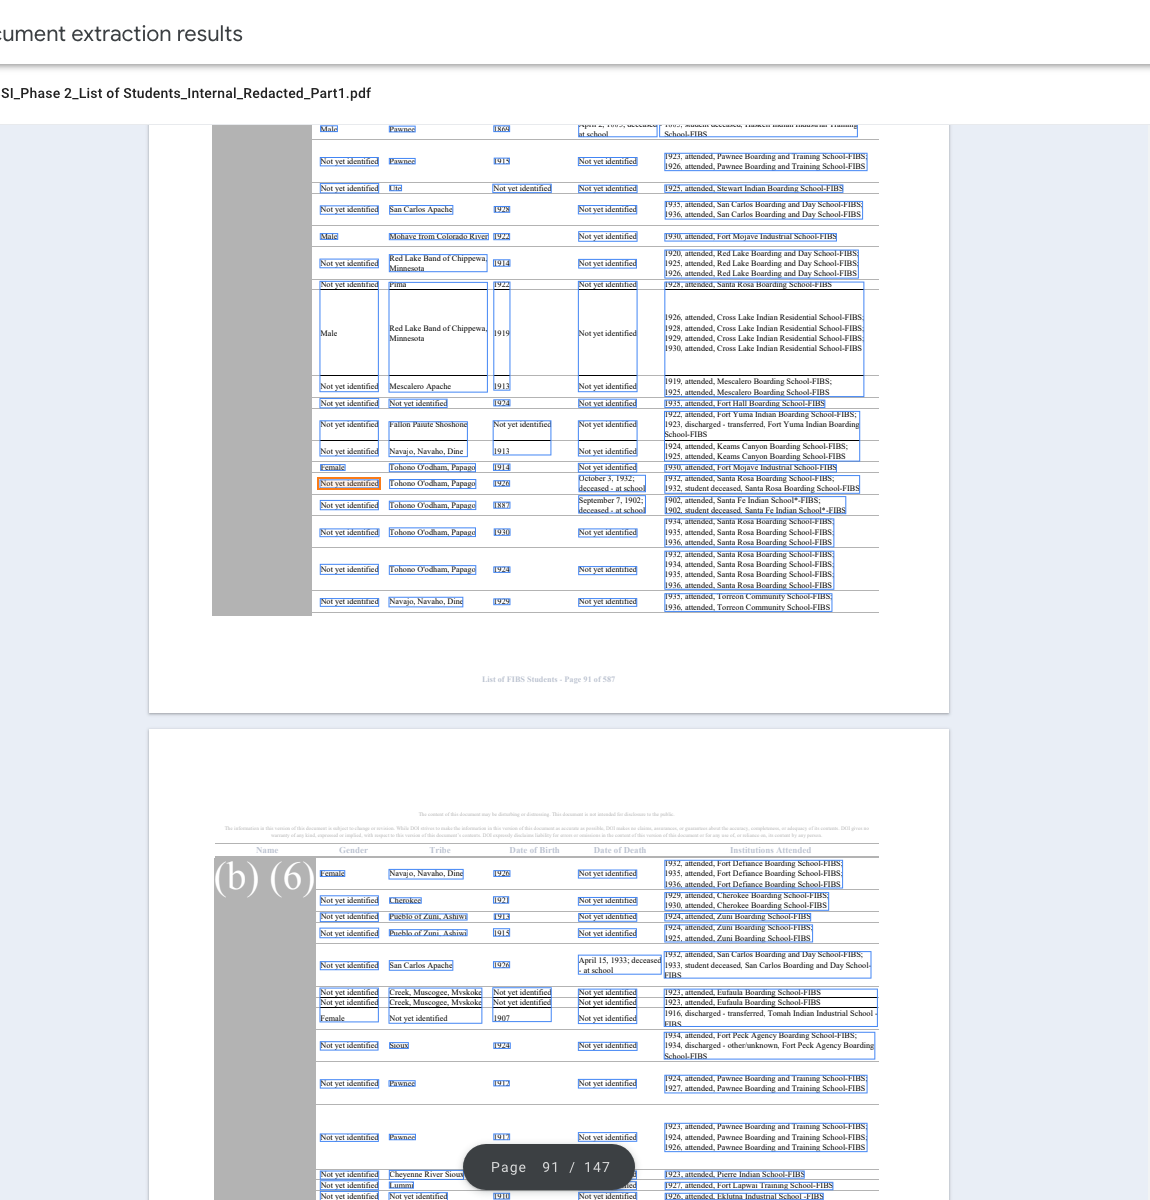 cument extraction results
SI_Phase 2_List of Students_Internal_Redacted_Part1.pdf
Male Pawnee 1869 at school School-FIBS
Not yet identified Pawnee 1915 Not yet identified 1923, attended, Pawnee Boarding and Training School-FIBS;
1926, attended, Pawnee Boarding and Training School-FIBS
Not yet identified Ute Not yet identified Not yet identified 1925, attended, Stewart Indian Boarding School-FIBS
Not yet identified San Carlos Apache 1928 Not yet identified 1935, attended, San Carlos Boarding and Day School-FIBS;
1936, attended, San Carlos Boarding and Day School-FIBS
Male Mohave from Colorado River 1922 Not yet identified 1930, attended, Fort Mojave Industrial School-FIBS
Not yet identified Red Lake Band of Chippewa, Minnesota 1914 Not yet identified 1920, attended, Red Lake Boarding and Day School-FIBS;
1925, attended, Red Lake Boarding and Day School-FIBS;
1926, attended, Red Lake Boarding and Day School-FIBS
Not yet identified Pima 1922 Not yet identified 1928, attended, Santa Rosa Boarding School-FIBS
Male Red Lake Band of Chippewa, Minnesota 1919 Not yet identified 1926, attended, Cross Lake Indian Residential School-FIBS;
1928, attended, Cross Lake Indian Residential School-FIBS;
1929, attended, Cross Lake Indian Residential School-FIBS;
1930, attended, Cross Lake Indian Residential School-FIBS
Not yet identified Mescalero Apache 1913 Not yet identified 1919, attended, Mescalero Boarding School-FIBS;
1925, attended, Mescalero Boarding School-FIBS
Not yet identified Not yet identified 1924 Not yet identified 1935, attended, Fort Hall Boarding School-FIBS
Not yet identified Fallon Paiute Shoshone Not yet identified Not yet identified 1922, attended, Fort Yuma Indian Boarding School-FIBS;
1923, discharged - transferred, Fort Yuma Indian Boarding
School-FIBS
Not yet identified Navajo, Navaho, Dine 1913 Not yet identified 1924, attended, Keams Canyon Boarding School-FIBS;
1925, attended, Keams Canyon Boarding School-FIBS
Female Tohono O'odham, Papago 1914 Not yet identified 1930, attended, Fort Mojave Industrial School-FIBS
Not yet identified Tohono O'odham, Papago 1926 October 3, 1932; deceased - at school 1932, attended, Santa Rosa Boarding School-FIBS;
1932, student deceased, Santa Rosa Boarding School-FIBS
Not yet identified Tohono O'odham, Papago 1887 September 7, 1902; deceased - at school 1902, attended, Santa Fe Indian School*-FIBS;
1902, student deceased, Santa Fe Indian School*-FIBS
Not yet identified Tohono O'odham, Papago 1930 Not yet identified 1934, attended, Santa Rosa Boarding School-FIBS;
1935, attended, Santa Rosa Boarding School-FIBS;
1936, attended, Santa Rosa Boarding School-FIBS
Not yet identified Tohono O'odham, Papago 1924 Not yet identified 1932, attended, Santa Rosa Boarding School-FIBS;
1934, attended, Santa Rosa Boarding School-FIBS;
1935, attended, Santa Rosa Boarding School-FIBS;
1936, attended, Santa Rosa Boarding School-FIBS
Not yet identified Navajo, Navaho, Dine 1929 Not yet identified 1935, attended, Torreon Community School-FIBS;
1936, attended, Torreon Community School-FIBS
List of FIBS Students - Page 91 of 587
The content of this document may be disturbing or distressing. This document is not intended for disclosure to the public.
Name Gender Tribe Date of Birth Date of Death Institutions Attended
(b) (6)
Female Navajo, Navaho, Dine 1926 Not yet identified 1932, attended, Fort Defiance Boarding School-FIBS;
1935, attended, Fort Defiance Boarding School-FIBS;
1936, attended, Fort Defiance Boarding School-FIBS
Not yet identified Cherokee 1921 Not yet identified 1929, attended, Cherokee Boarding School-FIBS;
1930, attended, Cherokee Boarding School-FIBS
Not yet identified Pueblo of Zuni, Ashiwi 1913 Not yet identified 1924, attended, Zuni Boarding School-FIBS
Not yet identified Pueblo of Zuni, Ashiwi 1915 Not yet identified 1924, attended, Zuni Boarding School-FIBS;
1925, attended, Zuni Boarding School-FIBS
Not yet identified San Carlos Apache 1926 April 15, 1933; deceased - at school 1932, attended, San Carlos Boarding and Day School-FIBS;
1933, student deceased, San Carlos Boarding and Day School-
FIBS
Not yet identified Creek, Muscogee, Mvskoke Not yet identified Not yet identified 1923, attended, Eufaula Boarding School-FIBS
Not yet identified Creek, Muscogee, Mvskoke Not yet identified Not yet identified 1923, attended, Eufaula Boarding School-FIBS
Female Not yet identified 1907 Not yet identified 1916, discharged - transferred, Tomah Indian Industrial School -
FIBS
Not yet identified Sioux 1924 Not yet identified 1934, attended, Fort Peck Agency Boarding School-FIBS;
1934, discharged - other/unknown, Fort Peck Agency Boarding
School-FIBS
Not yet identified Pawnee 1912 Not yet identified 1924, attended, Pawnee Boarding and Training School-FIBS;
1927, attended, Pawnee Boarding and Training School-FIBS
Not yet identified Pawnee 1917 Not yet identified 1923, attended, Pawnee Boarding and Training School-FIBS;
1924, attended, Pawnee Boarding and Training School-FIBS;
1926, attended, Pawnee Boarding and Training School-FIBS
Not yet identified Cheyenne River Sioux 1923, attended, Pierre Indian School-FIBS
Not yet identified Lummi 1927, attended, Fort Lapwai Training School-FIBS
Not yet identified Not yet identified 1910 Not yet identified 1926, attended, Eklutna Industrial School -FIBS
Page 91 / 147